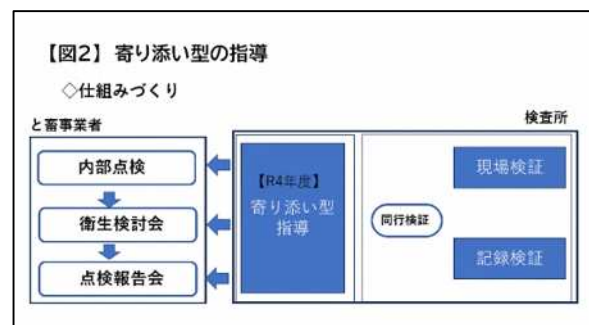 【図2】 寄り添い型の指導
◇仕組みづくり
と畜事業者
検査所
内部点検
衛生検討会
点検報告会
【R4年度】
寄り添い型
指導
同行検証
現場検証
記録検証